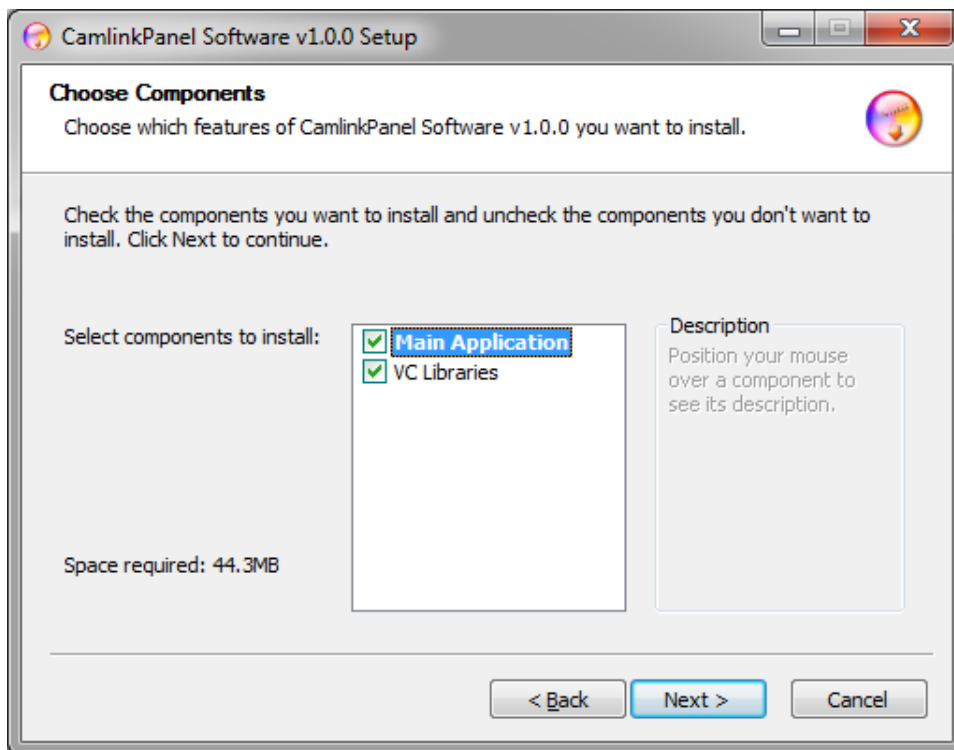 CamlinkPanel Software v1.0.0 Setup
Choose Components
Choose which features of CamlinkPanel Software v1.0.0 you want to install.
Check the components you want to install and uncheck the components you don't want to
install. Click Next to continue.
Select components to install:
Main Application
VC Libraries
Description
Position your mouse
over a component to
see its description.
Space required: 44.3MB
< Back
Next >
Cancel